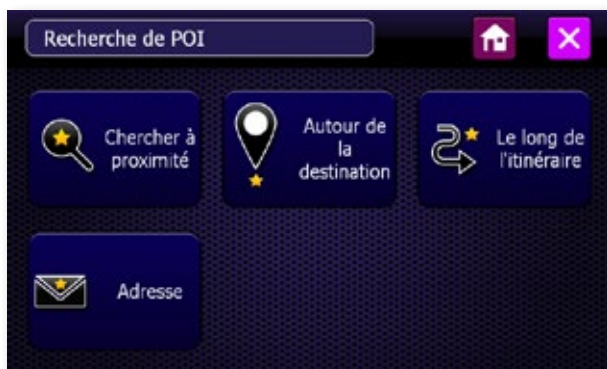 Recherche de POI
Chercher à
proximité
Autour de
la
destination
Le long de
l'itinéraire
Adresse